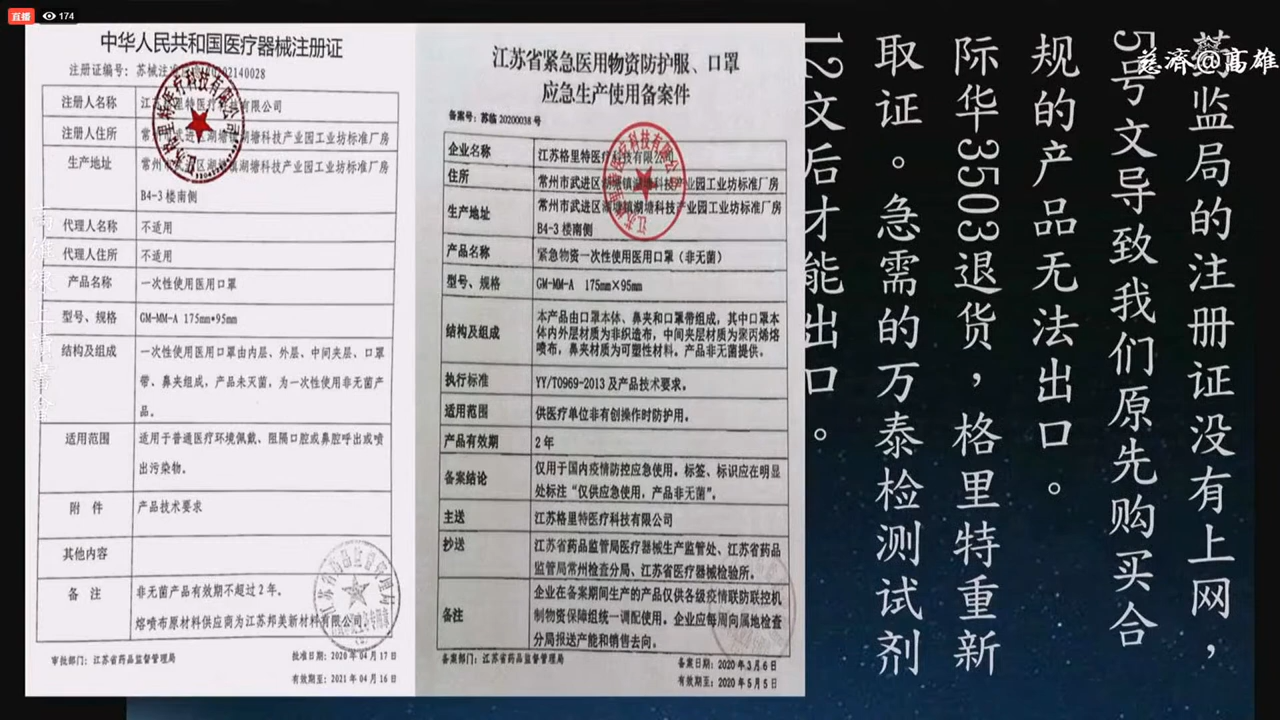 直播
174
慈濟@高雄
中华人民共和国医疗器械注册证
注册人名称
注册人住所
生产地址
B4-3 楼南侧
代理人名称 不适用
代理人住所 不适用
产品名称 一次性使用医用口罩
型号、规格 GM-MM-A 175mm*95mm
结构及组成 一次性使用医用口罩由内层、外层、中间夹层、口罩
带、鼻夹组成,产品未灭菌,为一次性使用非无菌产
品。
适用范围 适用于普通医疗环境佩戴、阻隔口腔或鼻腔呼出或喷
出污染物。
附 件 产品技术要求
其他内容
备 注 非无菌产品有效期不超过2年。
熔喷布原材料供应商为江苏邦美新材料有限公司
审批部门:江苏省药品监督管理局
批准日期:2020年04月17日
有效期至:2021年04月16日
江苏省紧急医用物资防护服、口罩
应急生产使用备案件
备案号:苏临20200038号
企业名称 江苏格里特医疗科技有限公司
住所 常州市武进区湖塘镇湖塘科技产业园工业坊标准厂房
生产地址 常州市武进区湖塘镇湖塘科技产业园工业坊标准厂房
B4-3 楼南侧
产品名称 紧急物资一次性使用医用口罩(非无菌)
型号、规格 GM-MM-A 175mm×95mm
结构及组成 本产品由口罩本体、鼻夹和口罩带组成,其中口罩本
体内外层材质为非织造布,中间夹层材质为聚丙烯熔
喷布,鼻夹材质为可塑性材料。产品非无菌提供。
执行标准 YY/T0969-2013及产品技术要求。
适用范围 供医疗单位非有创操作时防护用。
产品有效期 2年
备案结论 仅用于国内疫情防控应急使用。标签、标识应在明显
处标注“仅供应急使用,产品非无菌”。
主送 江苏格里特医疗科技有限公司
抄送 江苏省药品监管局医疗器械生产监管处、江苏省药品
监管局常州检查分局、江苏省医疗器械检验所。
备注 企业在备案期间生产的产品仅供各级疫情联防联控机
制物资保障组统一调配使用。企业应每周向属地检查
分局报送产能和销售去向。
备案部门:江苏省药品监督管理局
备案日期:2020年3月6日
有效期至:2020年5月5日
药监局的注册证没有上网,
5号文导致我们原先购买合
规的产品无法出口。
际华3503退货,格里特重新
取证。急需的万泰检测试剂
12文后才能出口。